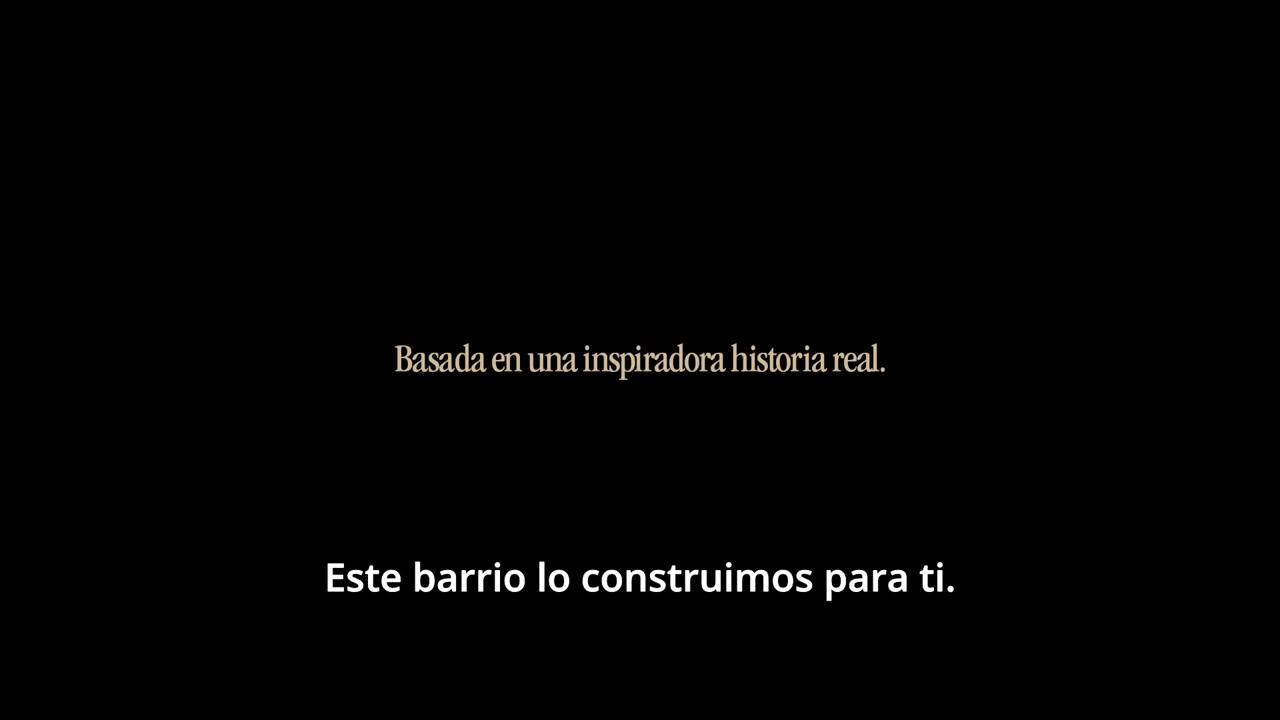 Basada en una inspiradora historia real.
Este barrio lo construimos para ti.